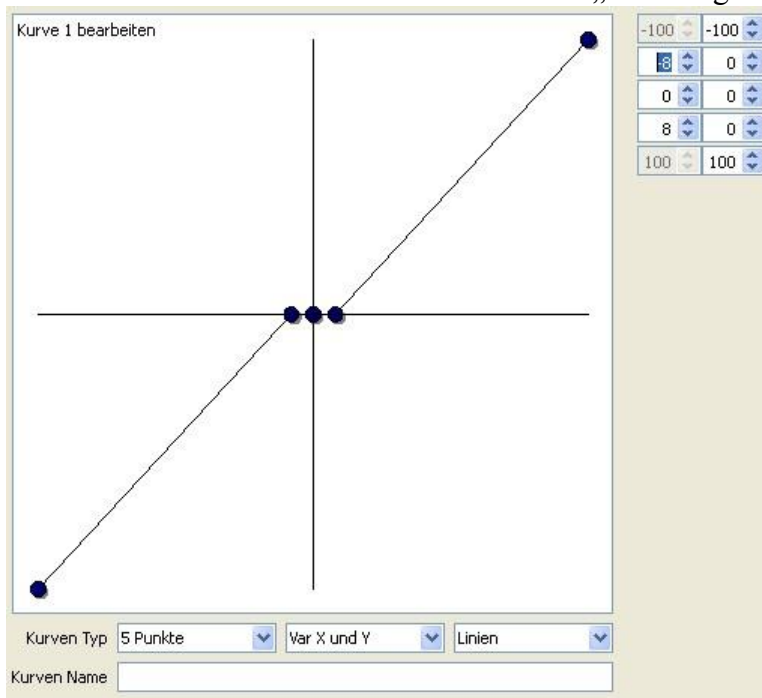 „
Kurve 1 bearbeiten
-100 -100
-8 0
0 0
8 0
100 100
Kurven Typ 5 Punkte Var X und Y Linien
Kurven Name